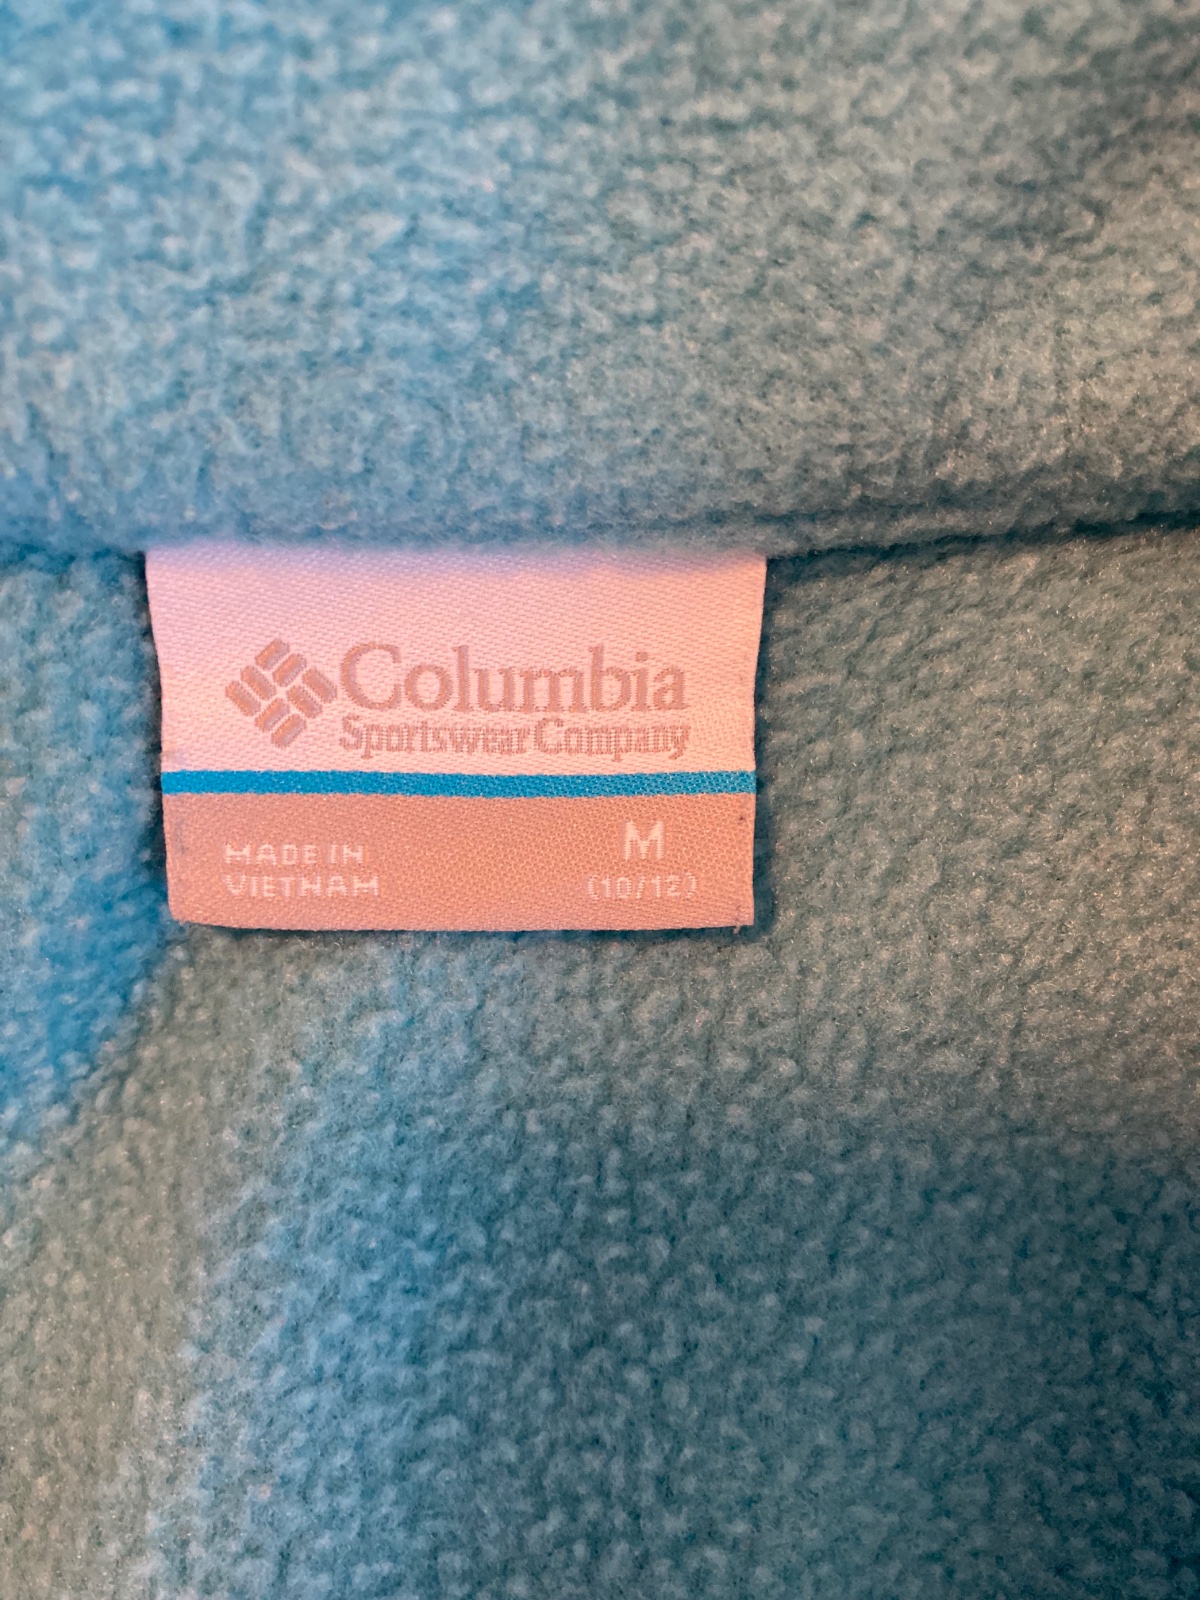 Columbia
Sportswear Company
MADE IN
VIETNAM
M
(10/12)